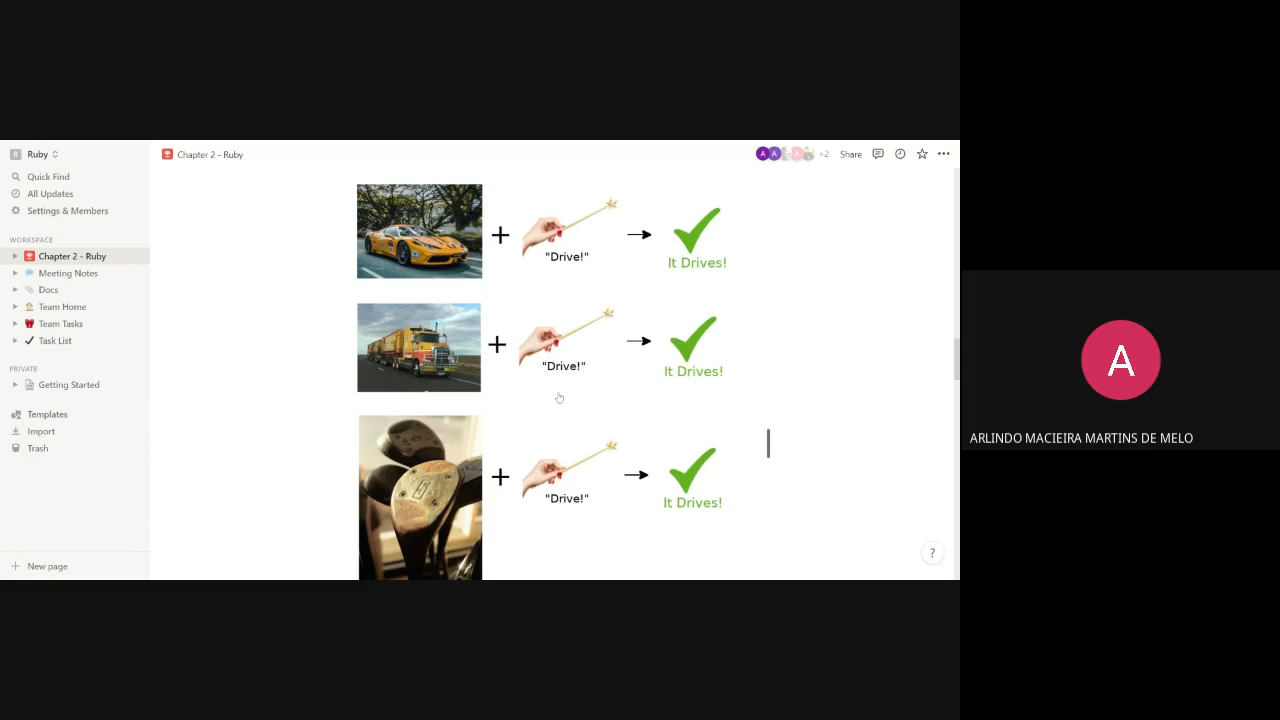 Ruby
Quick Find
All Updates
Settings & Members
WORKSPACE
Chapter 2 - Ruby
Meeting Notes
Docs
Team Home
Team Tasks
Task List
PRIVATE
Getting Started
Templates
Import
Trash
New page
Chapter 2 - Ruby
A A +2 Share
"Drive!"
It Drives!
"Drive!"
It Drives!
"Drive!"
It Drives!
?
A
ARLINDO MACIEIRA MARTINS DE MELO